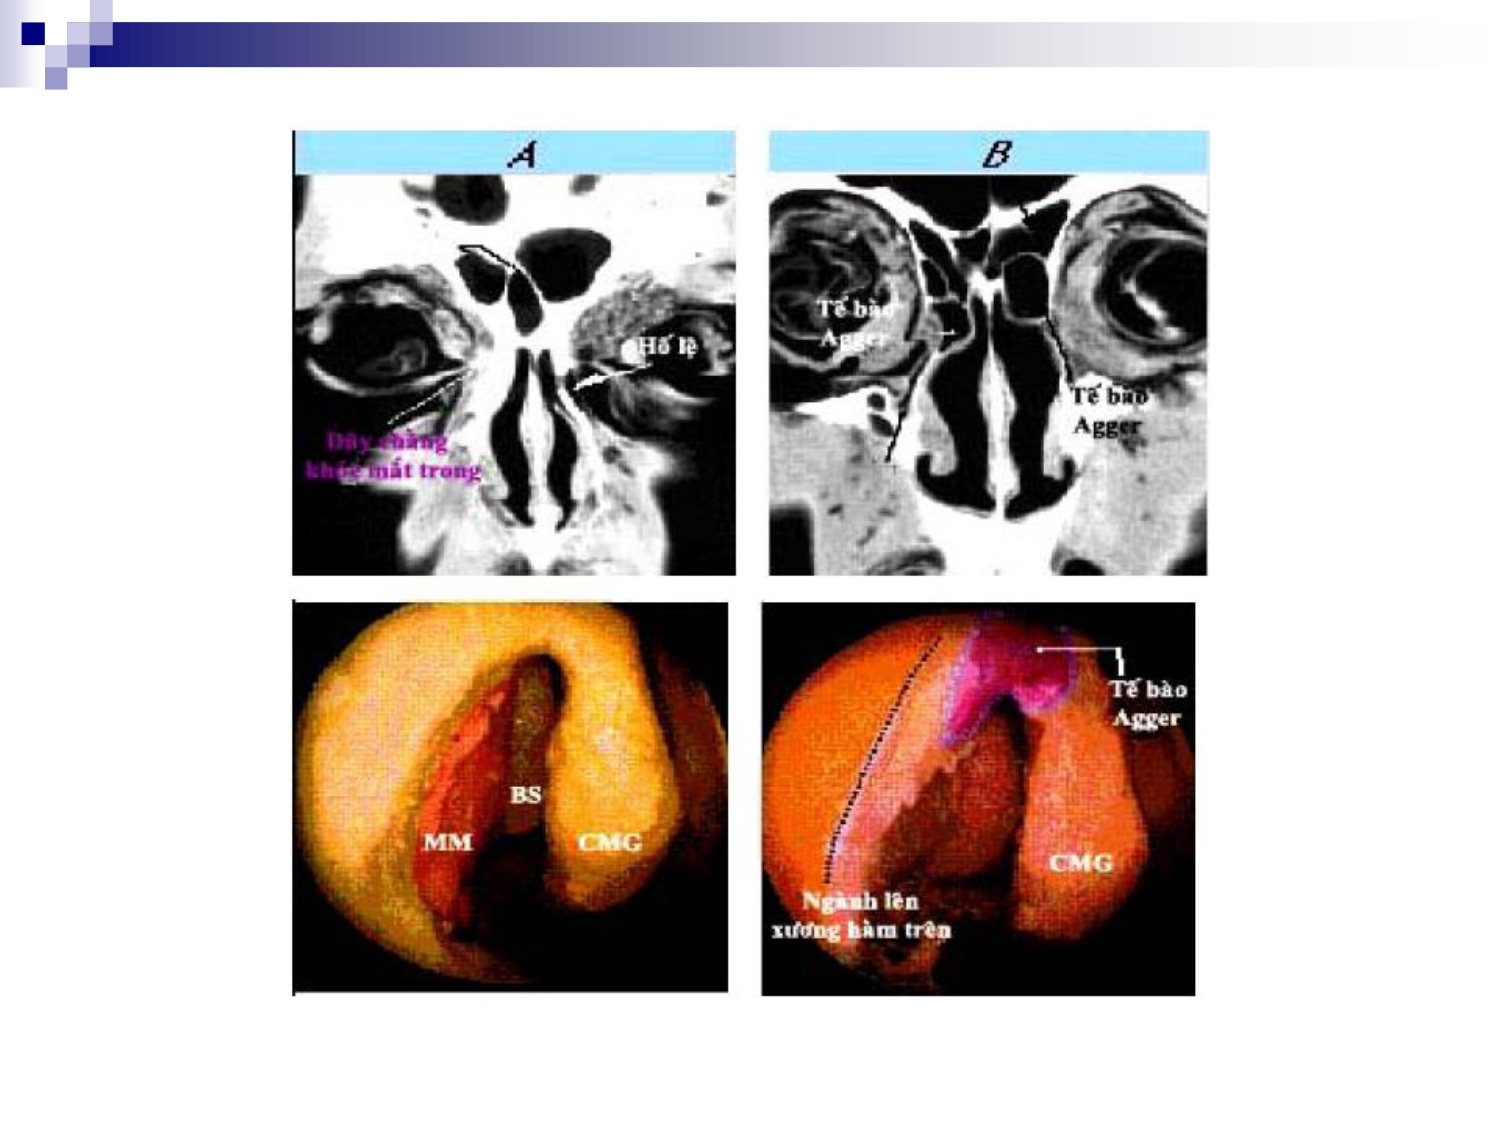 A
B
Hố lệ
Dây chằng
khóe mắt trong
Tế bào
Agger
Tế bào
Agger
BS
MM
CMG
Tế bào
Agger
CMG
Ngành lên
xương hàm trên